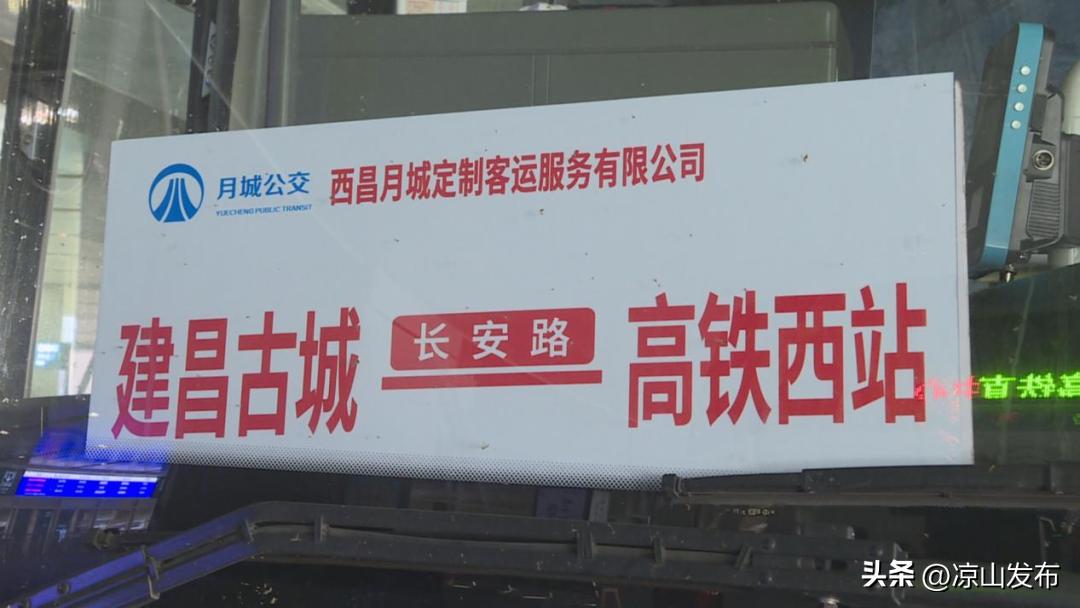 月城公交
YUECHENG PUBLIC TRANSIT
西昌月城定制客运服务有限公司
建昌古城 长安路 高铁西站
头条 @凉山发布